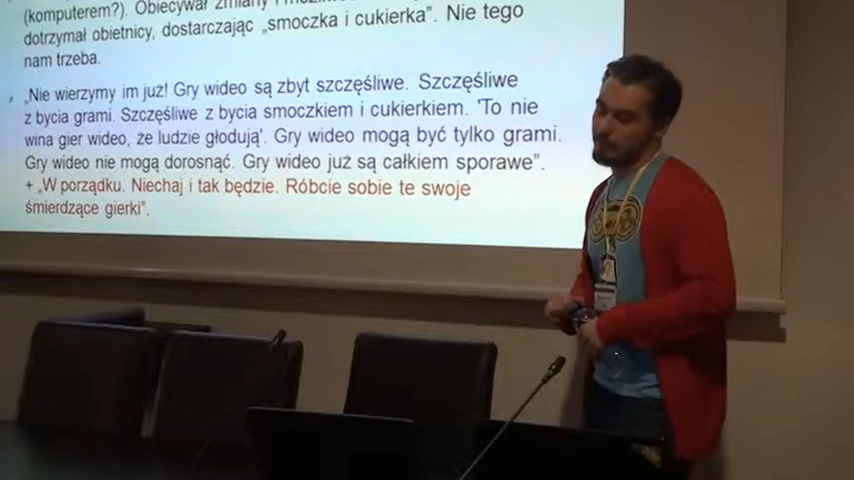 (komputerem?). Obiecywał zmiany i
dotrzymał obietnicy, dostarczając „smoczka i cukierka”. Nie tego
nam trzeba.
„Nie wierzymy im już! Gry wideo są zbyt szczęśliwe. Szczęśliwe
z bycia grami. Szczęśliwe z bycia smoczkiem i cukierkiem. 'To nie
wina gier wideo, że ludzie głodują'. Gry wideo mogą być tylko grami.
Gry wideo nie mogą dorosnąć. Gry wideo już są całkiem sporawe”.
+ „W porządku. Niechaj i tak będzie. Róbcie sobie te swoje
śmierdzące gierki”.